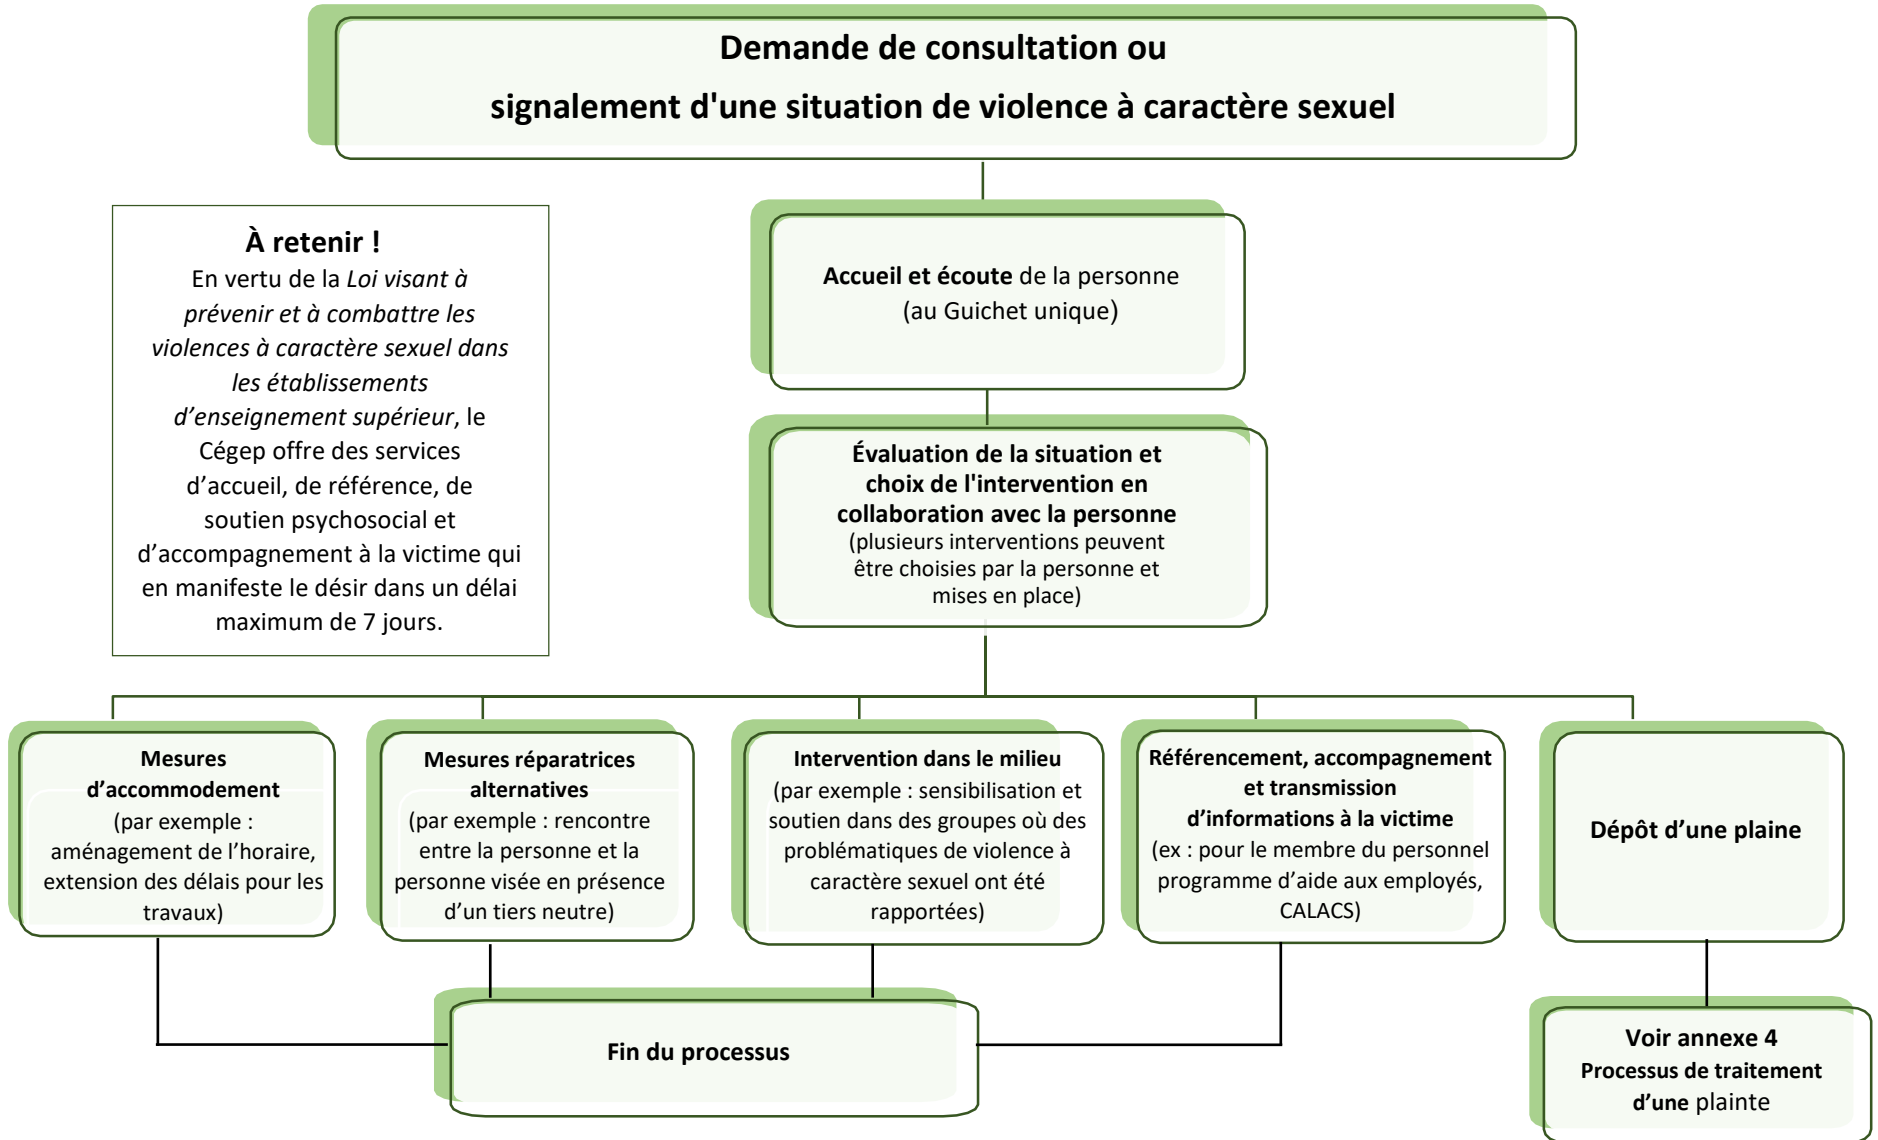 Demande de consultation ou
signalement d'une situation de violence à caractère sexuel
À retenir !
En vertu de la Loi visant à
prévenir et à combattre les
violences à caractère sexuel dans
les établissements
d’enseignement supérieur, le
Cégep offre des services
d’accueil, de référence, de
soutien psychosocial et
d’accompagnement à la victime qui
en manifeste le désir dans un délai
maximum de 7 jours.
Accueil et écoute de la personne
(au Guichet unique)
Évaluation de la situation et
choix de l'intervention en
collaboration avec la personne
(plusieurs interventions peuvent
être choisies par la personne et
mises en place)
Mesures
d’accommodement
(par exemple :
aménagement de l’horaire,
extension des délais pour les
travaux)
Mesures réparatrices
alternatives
(par exemple : rencontre
entre la personne et la
personne visée en présence
d’un tiers neutre)
Intervention dans le milieu
(par exemple : sensibilisation et
soutien dans des groupes où des
problématiques de violence à
caractère sexuel ont été
rapportées)
Référencement, accompagnement
et transmission
d’informations à la victime
(ex : pour le membre du personnel
programme d’aide aux employés,
CALACS)
Dépôt d’une plaine
Fin du processus
Voir annexe 4
Processus de traitement
d’une plainte